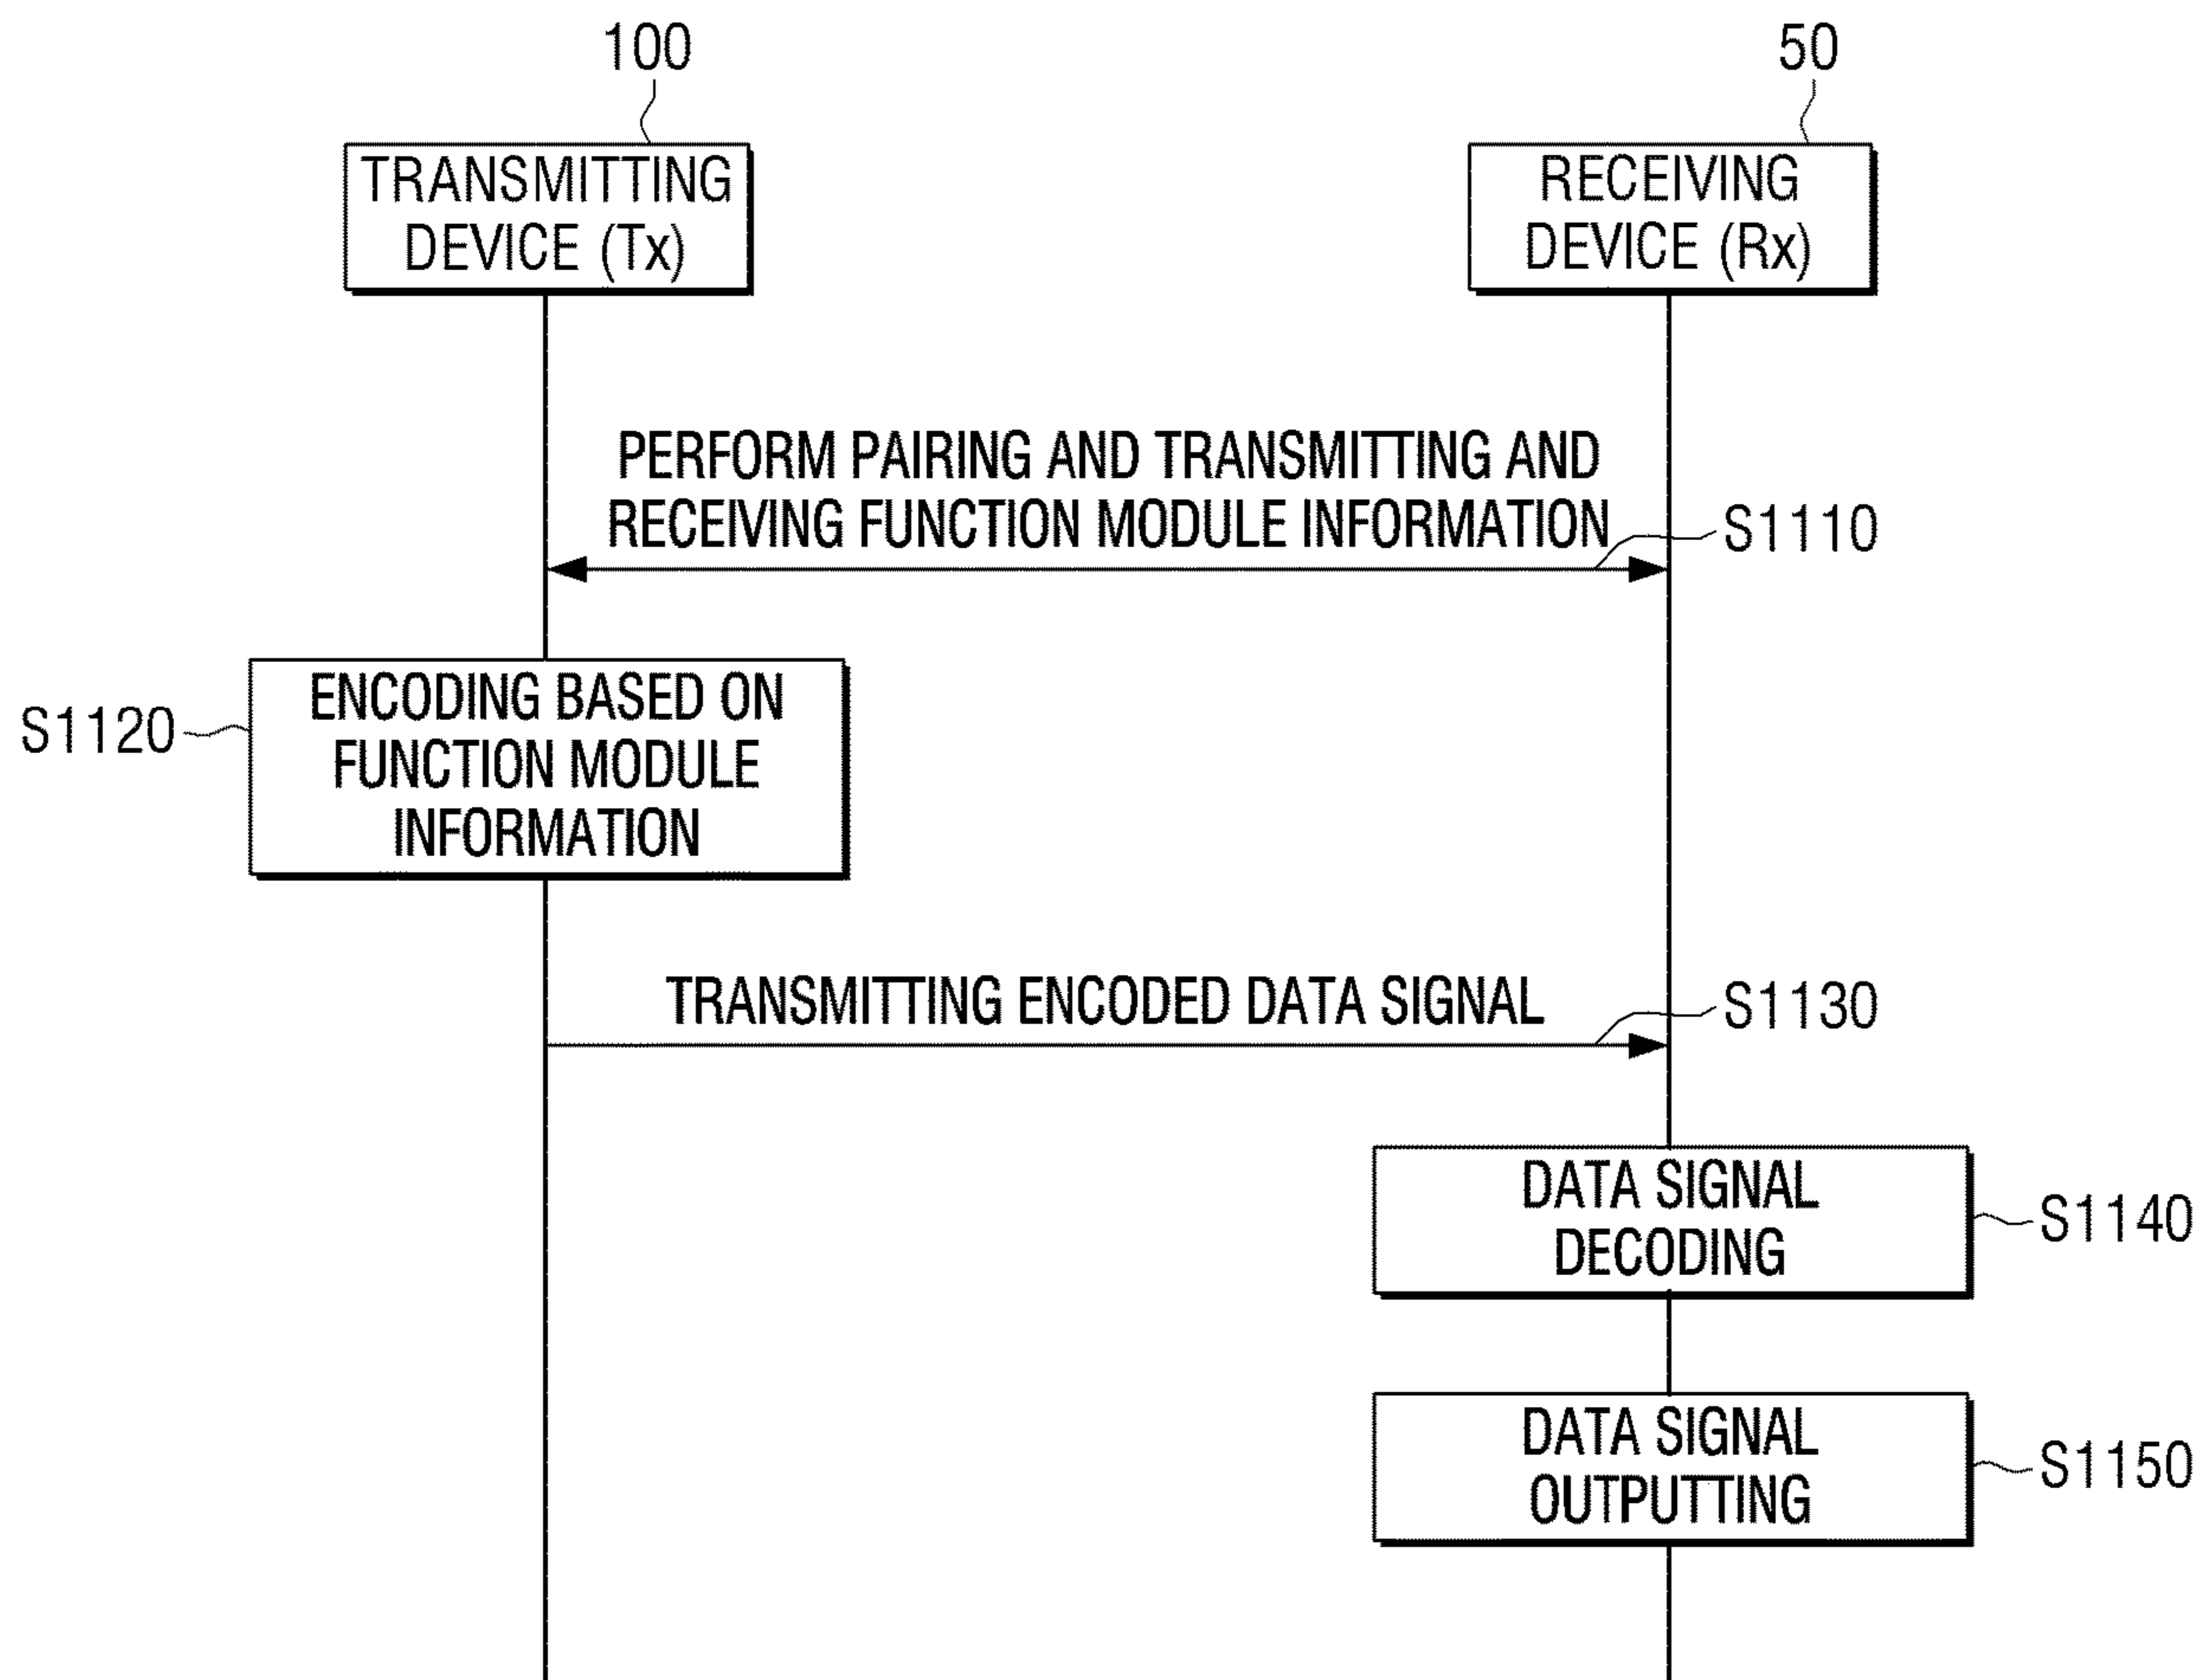 100
50
TRANSMITTING
DEVICE (Tx)
RECEIVING
DEVICE (Rx)
PERFORM PAIRING AND TRANSMITTING AND
RECEIVING FUNCTION MODULE INFORMATION
S1110
S1120
ENCODING BASED ON
FUNCTION MODULE
INFORMATION
TRANSMITTING ENCODED DATA SIGNAL
S1130
DATA SIGNAL
DECODING
S1140
DATA SIGNAL
OUTPUTTING
S1150